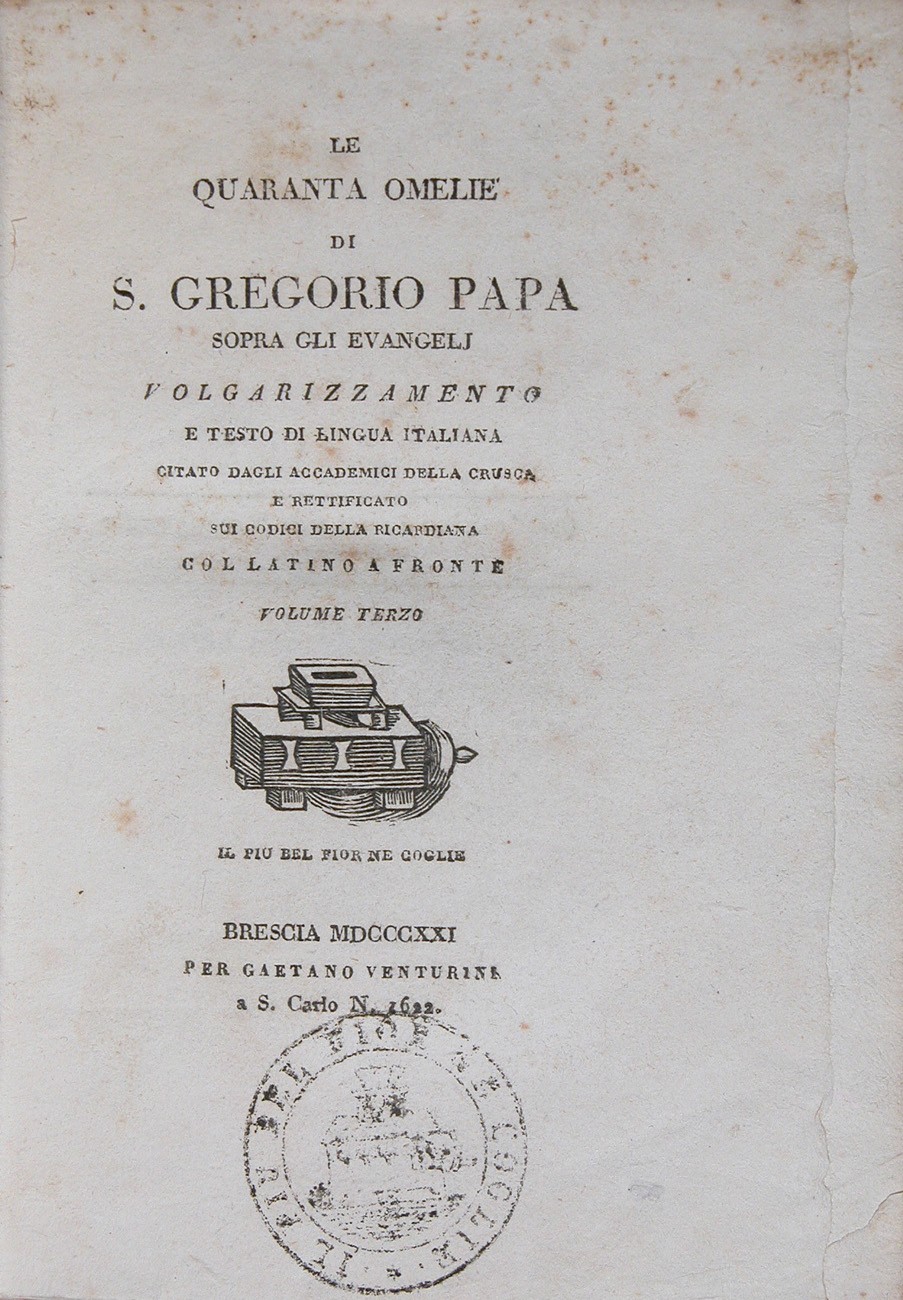 LE
QUARANTA OMELIE'
DI
S. GREGORIO PAPA
SOPRA GLI EVANGELJ
VOLGARIZZAMENTO
E TESTO DI LINGUA ITALIANA
CITATO DAGLI ACCADEMICI DELLA CRUSCA
E RETTIFICATO
SUI CODICI DELLA RICARDIANA
COL LATINO A FRONTE
VOLUME TERZO
IL PIU BEL FIOR NE COGLIE
BRESCIA MDCCCXXI
PER GAETANO VENTURINI
a S. Carlo N. 1622.
IL PIU BEL FIOR NE COGLIE